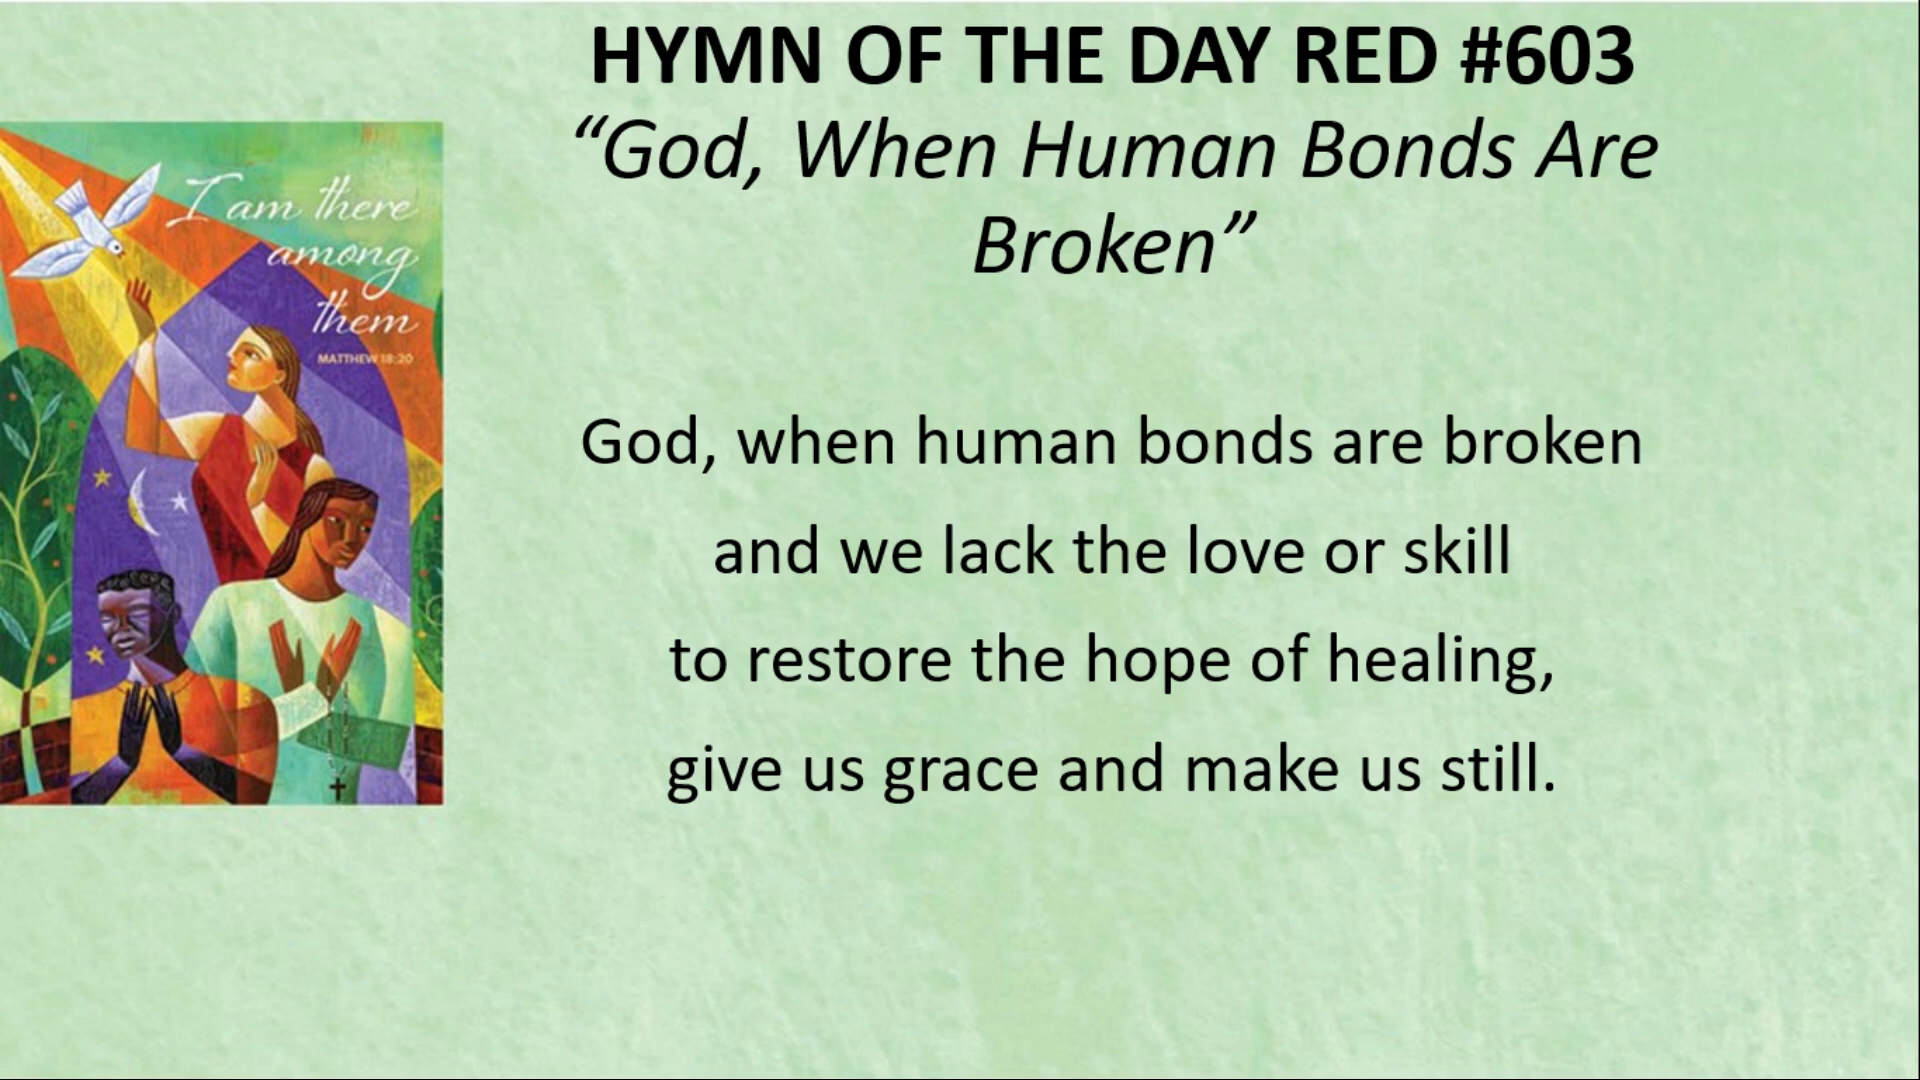 HYMN OF THE DAY RED #603
“God, When Human Bonds Are
Broken”
I am there
among
them
MATTHEW 18:20
God, when human bonds are broken
and we lack the love or skill
to restore the hope of healing,
give us grace and make us still.